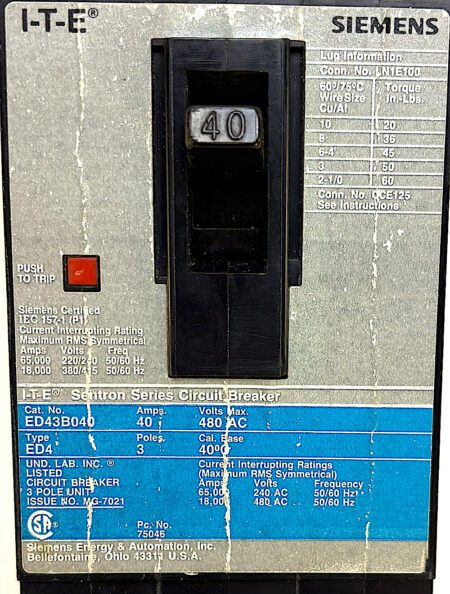 I-T-E®
SIEMENS
Lug Information
Conn. No. LN1E100
60°/75°C Torque
Wire Size In.-Lbs.
Cu/Al
10 20
8 36
6-4 45
3 50
2-1/0 60
Conn. No. CCE125
See Instructions
40
PUSH
TO TRIP
Siemens Certified
IEC 157-1 (P1)
Current Interrupting Rating
Maximum RMS Symmetrical
Amps Volts Freq
65,000 220/240 50/60 Hz
18,000 380/415 50/60 Hz
I-T-E® Sentron Series Circuit Breaker
Cat. No. Amps. Volts Max.
ED43B040 40 480 AC
Type Poles. Cal. Base
ED4 3 40°C
UND. LAB. INC.®
LISTED
CIRCUIT BREAKER
3 POLE UNIT
ISSUE NO. MG-7021
Current Interrupting Ratings
(Maximum RMS Symmetrical)
Amps Volts Frequency
65,000 240 AC 50/60 Hz
18,000 480 AC 50/60 Hz
SA
Pc. No.
75046
Siemens Energy & Automation, Inc.
Bellefontaine, Ohio 43311 U.S.A.